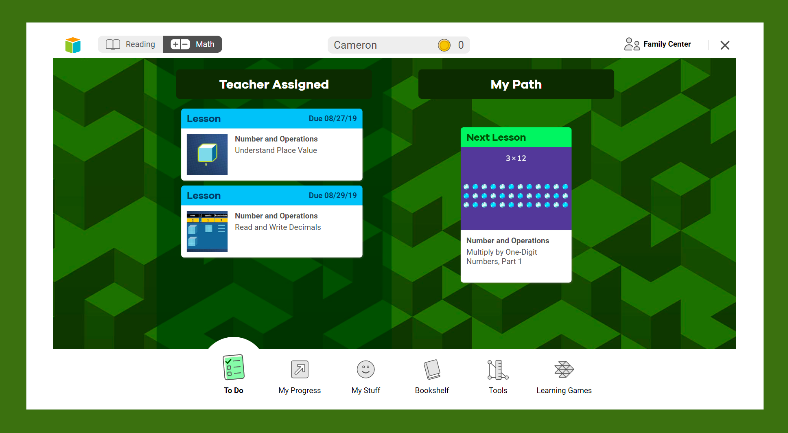 Reading
Math
Cameron
0
Family Center
Teacher Assigned
My Path
Lesson Due 08/27/19
Number and Operations
Understand Place Value
Lesson Due 08/29/19
Number and Operations
Read and Write Decimals
Next Lesson
3 × 12
Number and Operations
Multiply by One-Digit
Numbers, Part 1
To Do
My Progress
My Stuff
Bookshelf
Tools
Learning Games